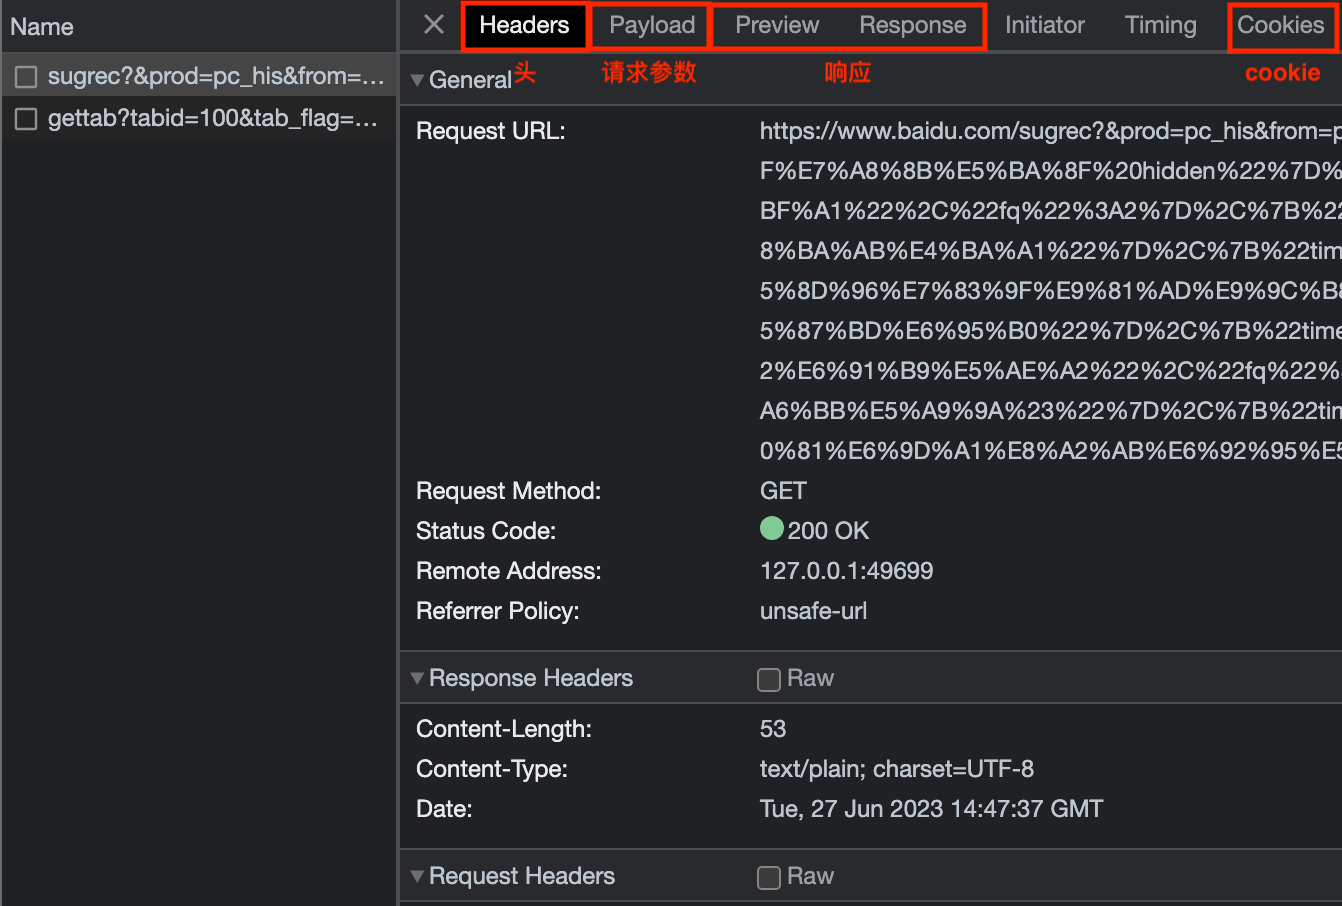 Name
sugrec?&prod=pc_his&from=...
gettab?tabid=100&tab_flag=...
Headers Payload Preview Response Initiator Timing Cookies
General 头 请求参数 响应 cookie
Request URL: https://www.baidu.com/sugrec?&prod=pc_his&from=p
F%E7%A8%8B%E5%BA%8F%20hidden%22%7D%
BF%A1%22%2C%22fq%22%3A2%7D%2C%7B%22
8%BA%AB%E4%BA%A1%22%7D%2C%7B%22tim
5%8D%96%E7%83%9F%E9%81%AD%E9%9C%B8
5%87%BD%E6%95%B0%22%7D%2C%7B%22time
2%E6%91%B9%E5%AE%A2%22%2C%22fq%22%
A6%BB%E5%A9%9A%23%22%7D%2C%7B%22tim
0%81%E6%9D%A1%E8%A2%AB%E6%92%95%E5
Request Method: GET
Status Code: 200 OK
Remote Address: 127.0.0.1:49699
Referrer Policy: unsafe-url
Response Headers Raw
Content-Length: 53
Content-Type: text/plain; charset=UTF-8
Date: Tue, 27 Jun 2023 14:47:37 GMT
Request Headers Raw